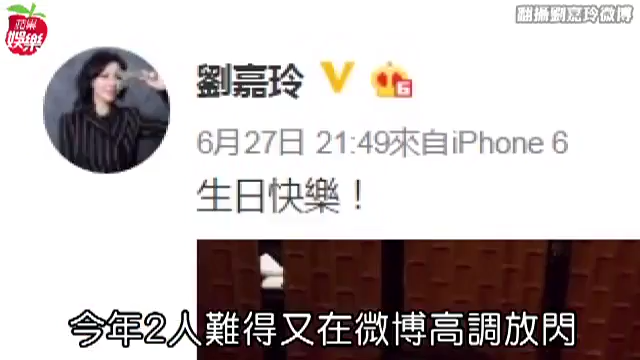 蘋果
娛樂
翻攝劉嘉玲微博
劉嘉玲
6
6月27日 21:49來自iPhone 6
生日快樂！
今年2人難得又在微博高調放閃